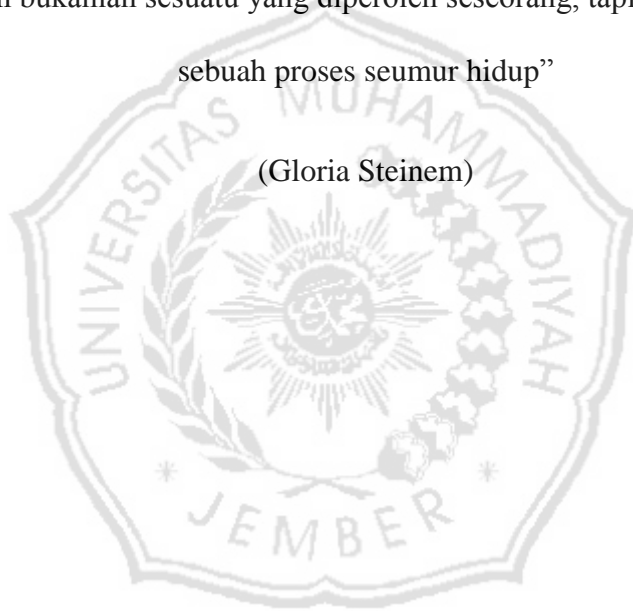 bukanlah sesuatu yang diperoleh seseorang, tapi
sebuah proses seumur hidup”
(Gloria Steinem)
UNIVERSITAS MUHAMMADIYAH
* JEMBER *